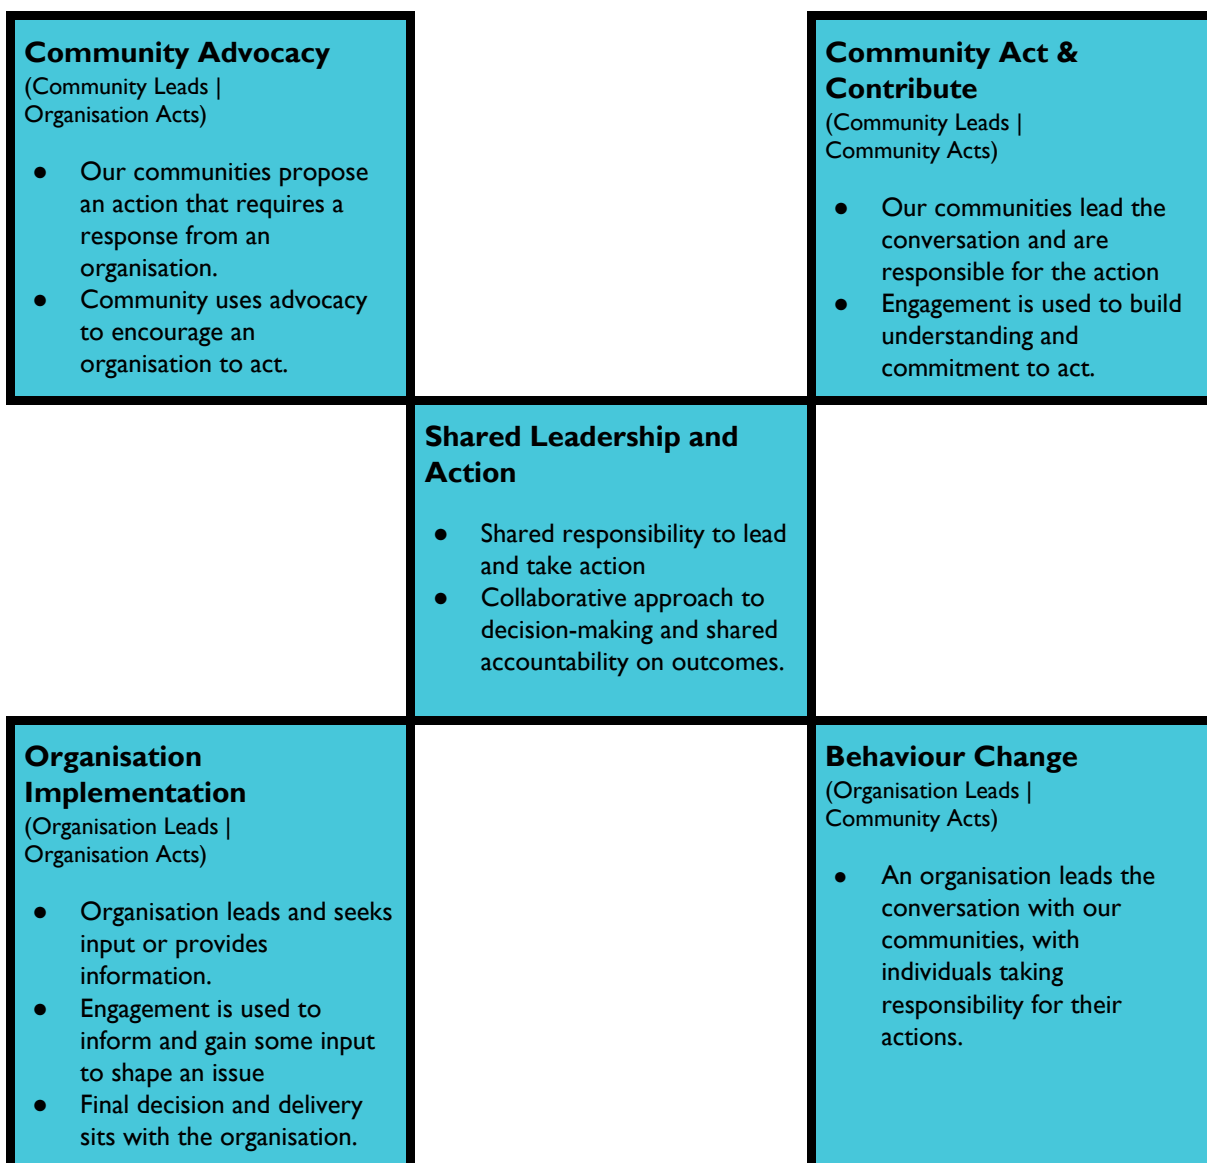 Community Advocacy
(Community Leads |
Organisation Acts)
● Our communities propose
an action that requires a
response from an
organisation.
● Community uses advocacy
to encourage an
organisation to act.
Community Act &
Contribute
(Community Leads |
Community Acts)
● Our communities lead the
conversation and are
responsible for the action
● Engagement is used to build
understanding and
commitment to act.
Shared Leadership and
Action
● Shared responsibility to lead
and take action
● Collaborative approach to
decision-making and shared
accountability on outcomes.
Organisation
Implementation
(Organisation Leads |
Organisation Acts)
● Organisation leads and seeks
input or provides
information.
● Engagement is used to
inform and gain some input
to shape an issue
● Final decision and delivery
sits with the organisation.
Behaviour Change
(Organisation Leads |
Community Acts)
● An organisation leads the
conversation with our
communities, with
individuals taking
responsibility for their
actions.